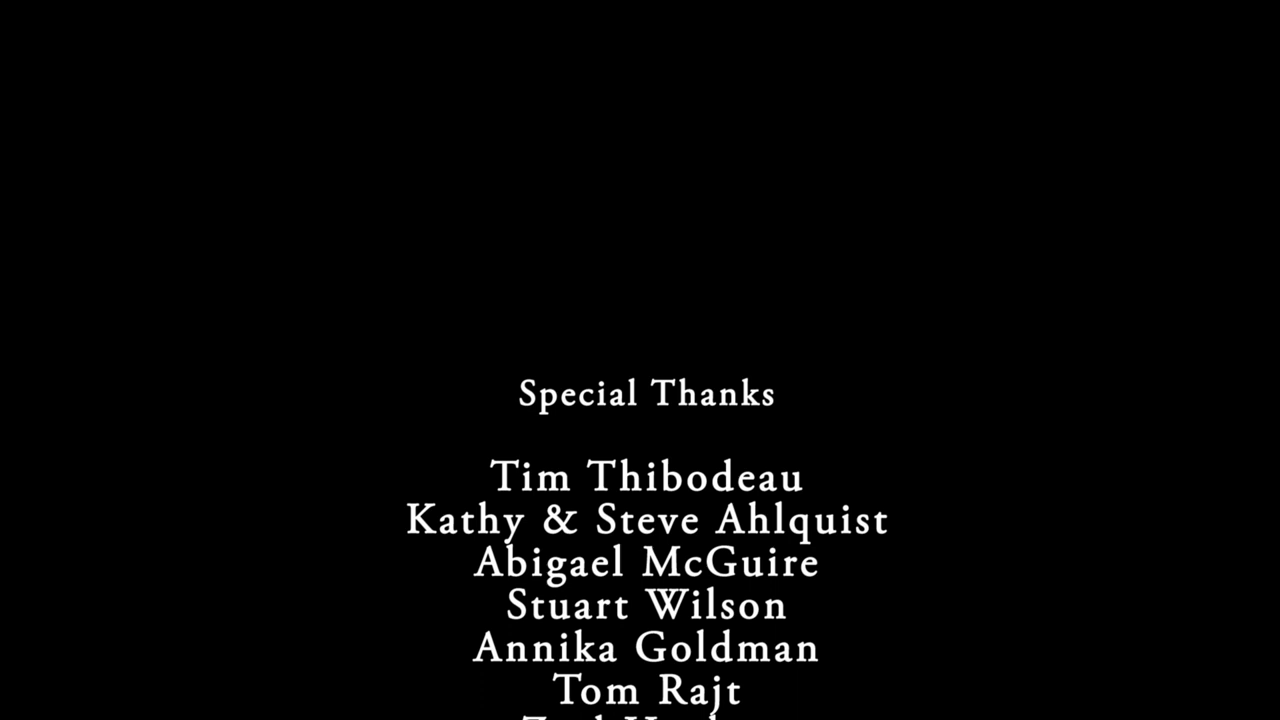 Special Thanks
Tim Thibodeau
Kathy & Steve Ahlquist
Abigael McGuire
Stuart Wilson
Annika Goldman
Tom Rajt